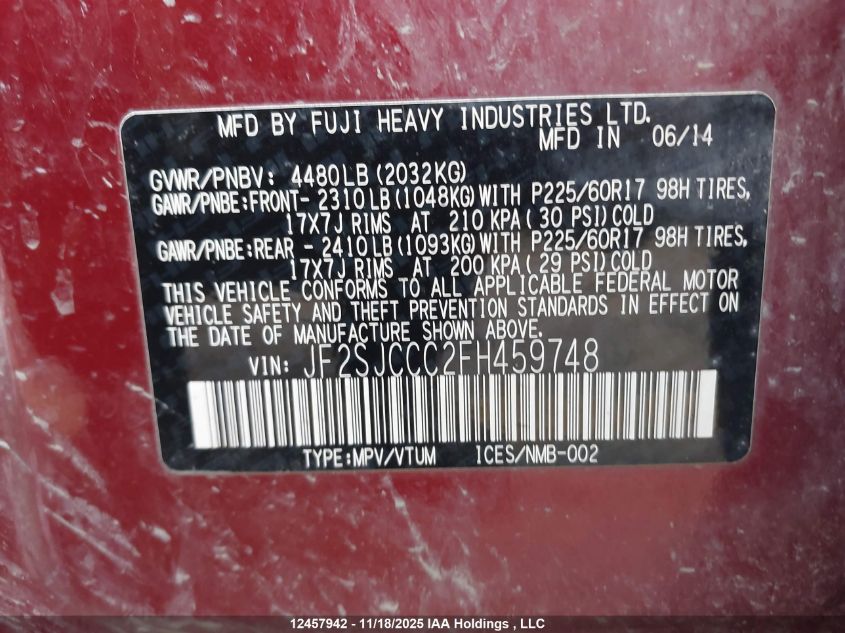 MFD BY FUJI HEAVY INDUSTRIES LTD.
MFD IN 06/14
GVWR/PNBV: 4480LB(2032KG)
GAWR/PNBE:FRONT- 2310LB(1048KG)WITH P225/60R17 98H TIRES,
17X7J RIMS AT 210 KPA( 30 PSI)COLD
GAWR/PNBE:REAR - 2410LB(1093KG)WITH P225/60R17 98H TIRES,
17X7J RIMS AT 200 KPA( 29 PSI)COLD
THIS VEHICLE CONFORMS TO ALL APPLICABLE FEDERAL MOTOR
VEHICLE SAFETY AND THEFT PREVENTION STANDARDS IN EFFECT ON
THE DATE OF MANUFACTURE SHOWN ABOVE.
VIN: JF2SJCCC2FH459748
TYPE:MPV/VTUM ICES/NMB-002
12457942 - 11/18/2025 IAA Holdings , LLC